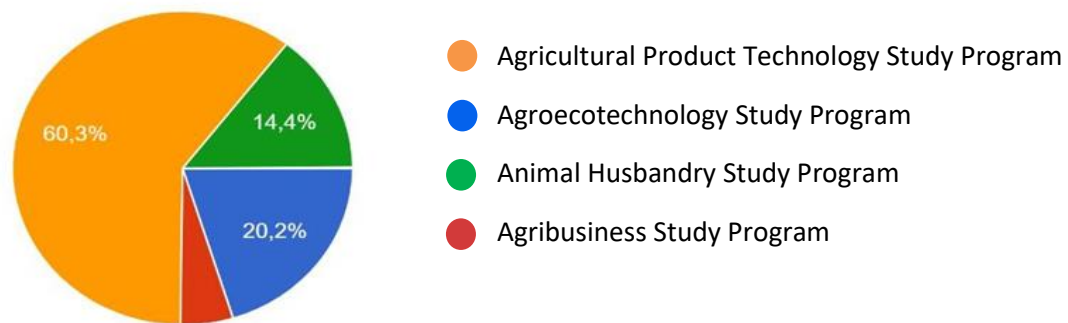 60,3%
14,4%
20,2%
Agricultural Product Technology Study Program
Agroecotechnology Study Program
Animal Husbandry Study Program
Agribusiness Study Program